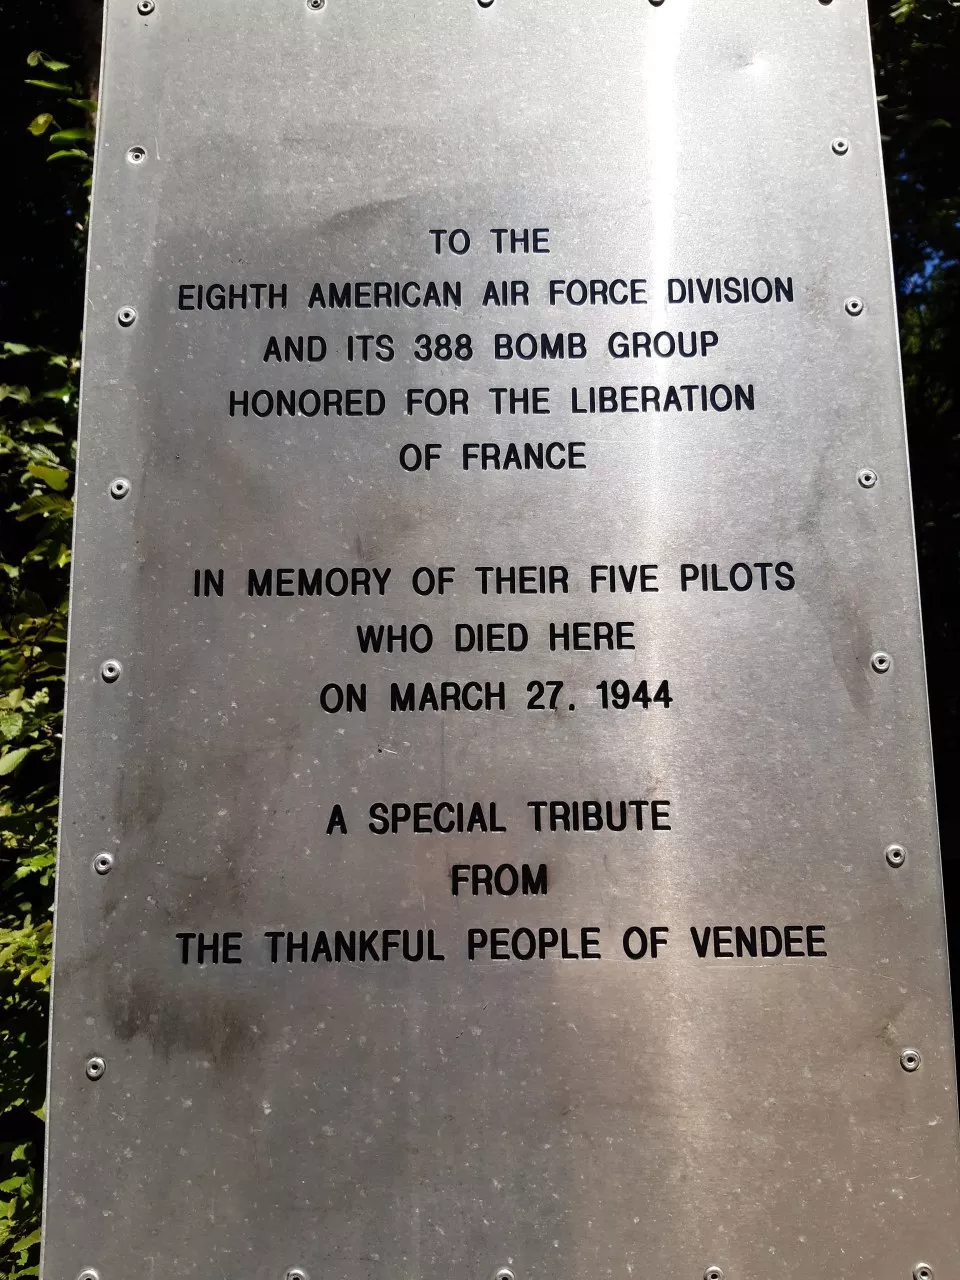 TO THE
EIGHTH AMERICAN AIR FORCE DIVISION
AND ITS 388 BOMB GROUP
HONORED FOR THE LIBERATION
OF FRANCE
IN MEMORY OF THEIR FIVE PILOTS
WHO DIED HERE
ON MARCH 27. 1944
A SPECIAL TRIBUTE
FROM
THE THANKFUL PEOPLE OF VENDEE